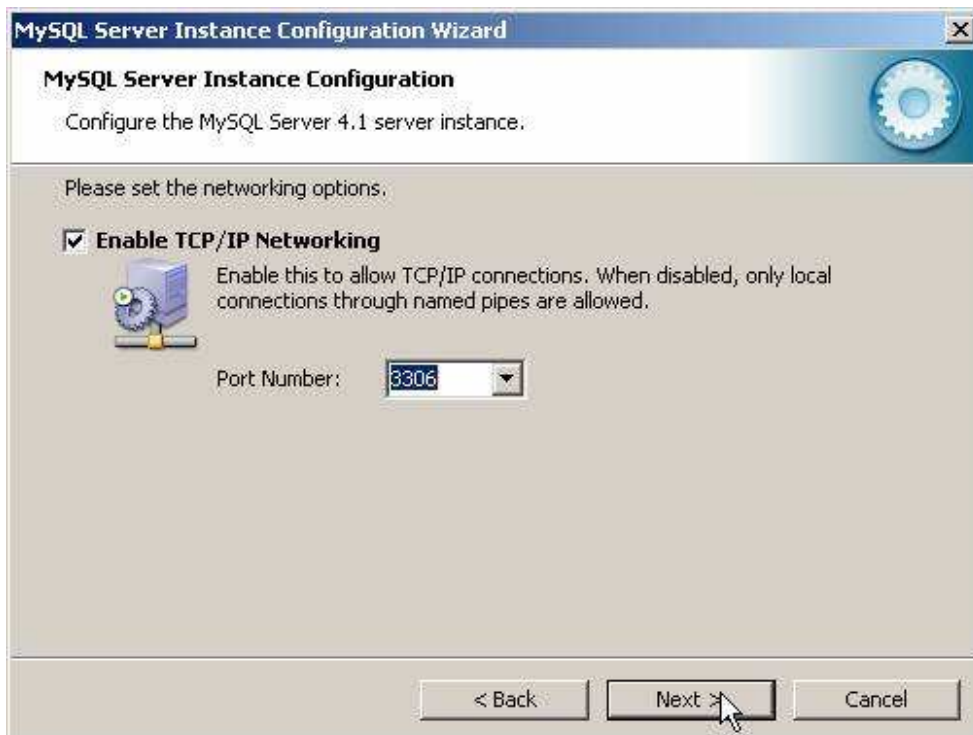 MySQL Server Instance Configuration Wizard
MySQL Server Instance Configuration
Configure the MySQL Server 4.1 server instance.
Please set the networking options.
Enable TCP/IP Networking
Enable this to allow TCP/IP connections. When disabled, only local
connections through named pipes are allowed.
Port Number: 3306
< Back Next > Cancel